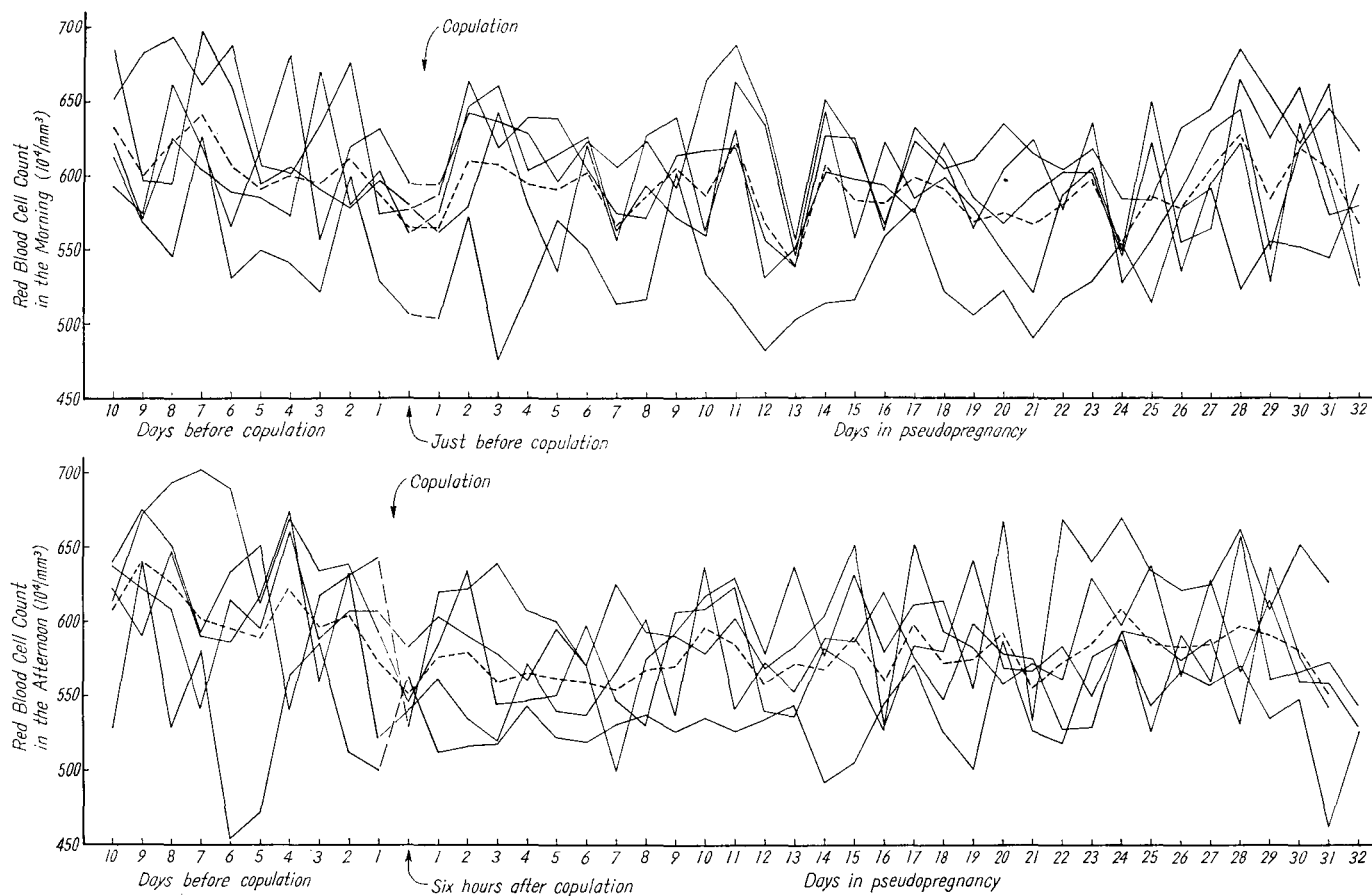 700
Copulation
650
Red Blood Cell Count
in the Morning (10⁴/mm³)
600
550
500
450
10 9 8 7 6 5 4 3 2 1 1 2 3 4 5 6 7 8 9 10 11 12 13 14 15 16 17 18 19 20 21 22 23 24 25 26 27 28 29 30 31 32
Days before copulation
Just before copulation
Days in pseudopregnancy
700
Copulation
650
Red Blood Cell Count
in the Afternoon (10⁴/mm³)
600
550
500
450
10 9 8 7 6 5 4 3 2 1 1 2 3 4 5 6 7 8 9 10 11 12 13 14 15 16 17 18 19 20 21 22 23 24 25 26 27 28 29 30 31 32
Days before copulation
Six hours after copulation
Days in pseudopregnancy